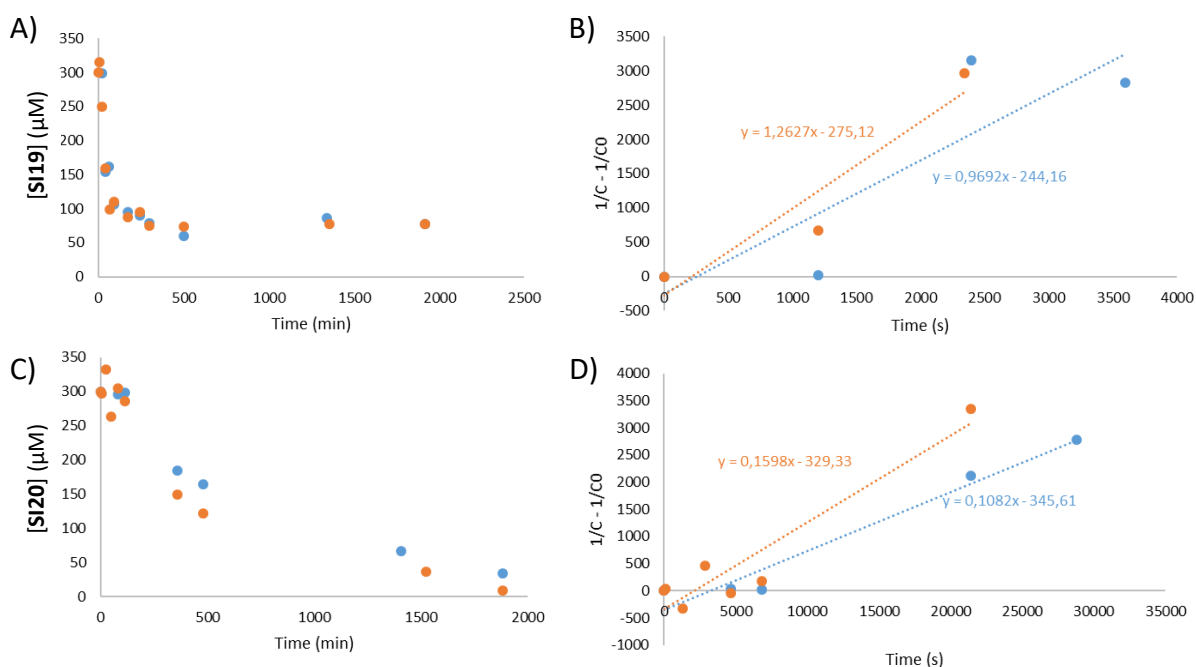 A)
350
300
250
200
150
100
50
0
0 500 1000 1500 2000 2500
Time (min)
[SI19] (µM)
B)
3500
3000
2500
2000
1500
1000
500
0
-500
0 500 1000 1500 2000 2500 3000 3500 4000
Time (s)
1/C - 1/C0
y = 1,2627x - 275,12
y = 0,9692x - 244,16
C)
350
300
250
200
150
100
50
0
0 500 1000 1500 2000
Time (min)
[SI20] (µM)
D)
4000
3500
3000
2500
2000
1500
1000
500
0
-500
-1000
0 5000 10000 15000 20000 25000 30000 35000
Time (s)
1/C - 1/C0
y = 0,1598x - 329,33
y = 0,1082x - 345,61